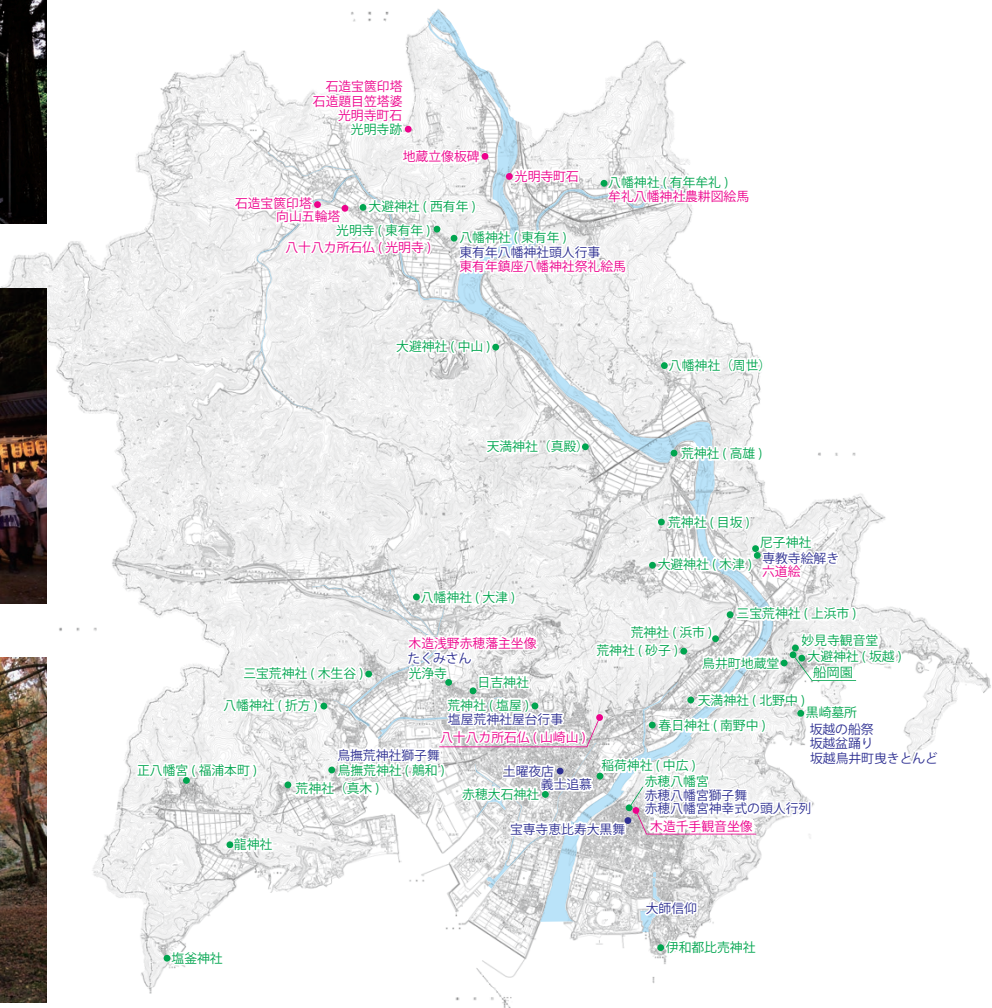 石造宝篋印塔
石造題目笠塔婆
光明寺町石
光明寺跡
地蔵立像板碑
光明寺町石
八幡神社 ( 有年牟礼 )
牟礼八幡神社農耕図絵馬
石造宝篋印塔
向山五輪塔
大避神社 ( 西有年 )
光明寺 ( 東有年 )
八十八カ所石仏 ( 光明寺 )
八幡神社 ( 東有年 )
東有年八幡神社頭人行事
東有年鎮座八幡神社祭礼絵馬
大避神社 ( 中山 )
八幡神社（周世）
天満神社（真殿）
荒神社 ( 高雄 )
荒神社 ( 目坂 )
尼子神社
専教寺絵解き
六道絵
大避神社 ( 木津 )
八幡神社 ( 大津 )
三宝荒神社 ( 上浜市 )
荒神社 ( 浜市 )
荒神社 ( 砂子 )
妙見寺観音堂
大避神社 ( 坂越 )
鳥井町地蔵堂
船岡園
木造浅野赤穂藩主坐像
たくみさん
光浄寺
日吉神社
三宝荒神社 ( 木生谷 )
八幡神社 ( 折方 )
荒神社 ( 塩屋 )
塩屋荒神社屋台行事
八十八カ所石仏 ( 山崎山 )
天満神社 ( 北野中 )
春日神社 ( 南野中 )
黒崎墓所
坂越の船祭
坂越盆踊り
坂越鳥井町曳きとんど
鳥撫荒神社獅子舞
鳥撫荒神社 ( 鷏和 )
正八幡宮 ( 福浦本町 )
荒神社（真木）
土曜夜店
義士追慕
赤穂大石神社
稲荷神社 ( 中広 )
赤穂八幡宮
赤穂八幡宮獅子舞
赤穂八幡宮神幸式の頭人行列
木造千手観音坐像
宝専寺恵比寿大黒舞
龍神社
大師信仰
伊和都比売神社
塩釜神社